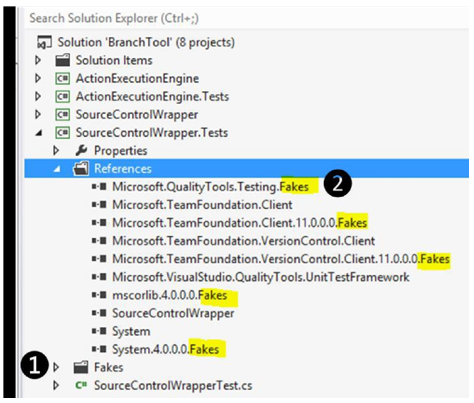 Search Solution Explorer (Ctrl+;)
Solution 'BranchTool' (8 projects)
Solution Items
C# ActionExecutionEngine
C# ActionExecutionEngine.Tests
C# SourceControlWrapper
C# SourceControlWrapper.Tests
Properties
References
Microsoft.QualityTools.Testing.Fakes 2
Microsoft.TeamFoundation.Client
Microsoft.TeamFoundation.Client.11.0.0.0.Fakes
Microsoft.TeamFoundation.VersionControl.Client
Microsoft.TeamFoundation.VersionControl.Client.11.0.0.0.Fakes
Microsoft.VisualStudio.QualityTools.UnitTestFramework
mscorlib.4.0.0.0.Fakes
SourceControlWrapper
System
System.4.0.0.0.Fakes
1 Fakes
C# SourceControlWrapperTest.cs